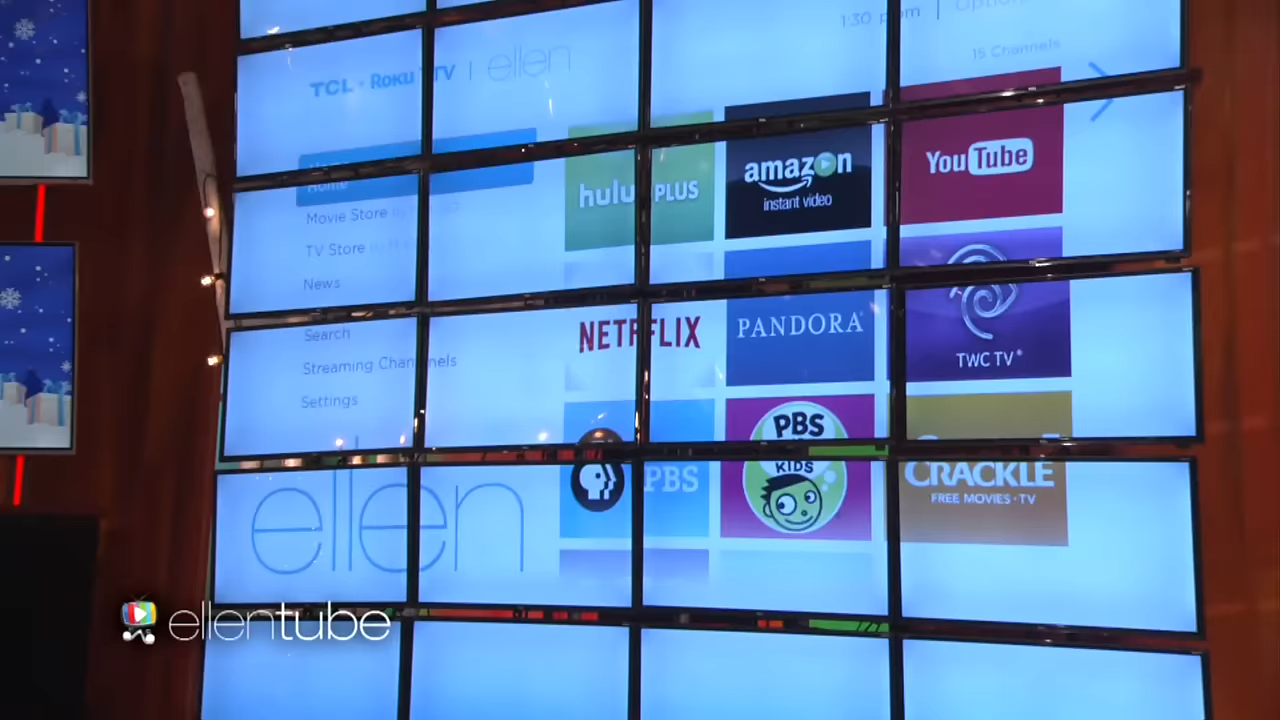 1:30 pm |
15 Channels
TCL · Roku TV | ellen
Home
Movie Store
TV Store
News
Search
Streaming Channels
Settings
ellen
hulu PLUS
amazon
instant video
YouTube
NETFLIX
PANDORA
TWC TV
PBS
PBS
KIDS
CRACKLE
FREE MOVIES · TV
ellentube